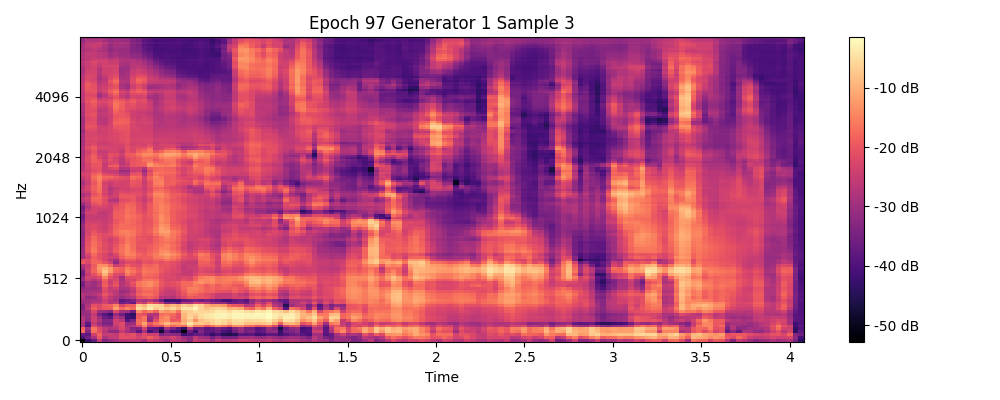 Epoch 97 Generator 1 Sample 3
Hz
4096
2048
1024
512
0
0 0.5 1 1.5 2 2.5 3 3.5 4
Time
-10 dB
-20 dB
-30 dB
-40 dB
-50 dB